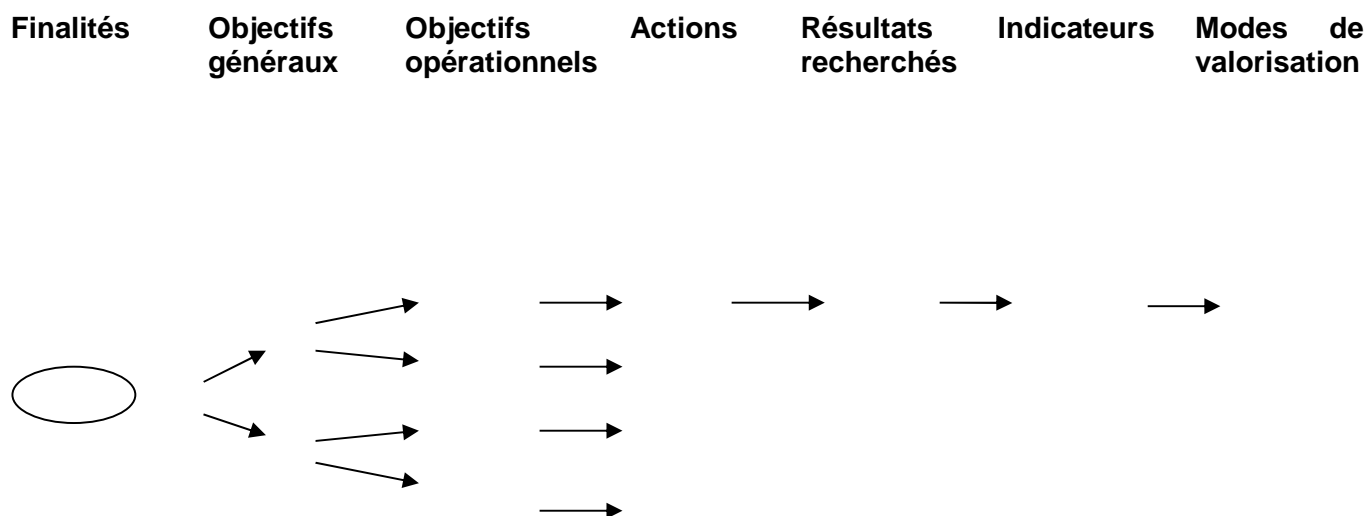 Finalités Objectifs Objectifs Actions Résultats Indicateurs Modes de
généraux opérationnels recherchés valorisation